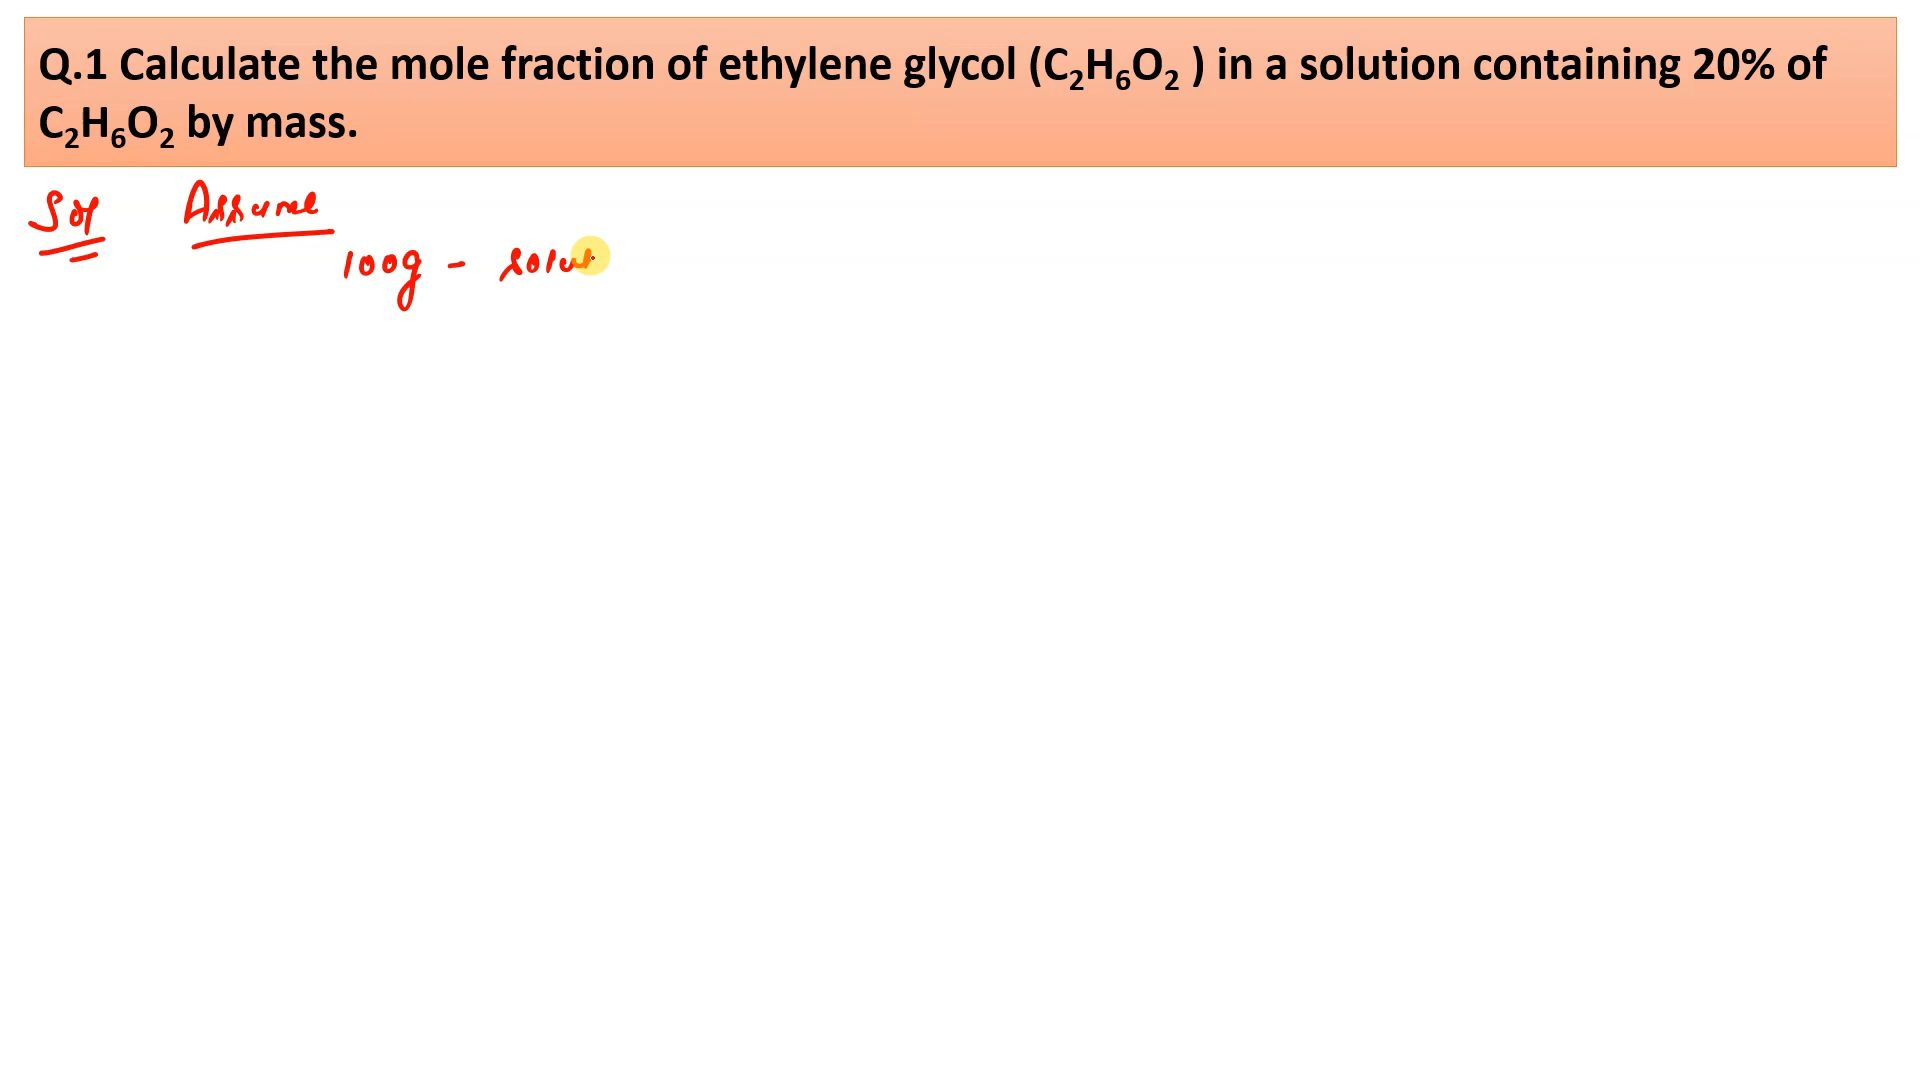 Q.1 Calculate the mole fraction of ethylene glycol (C₂H₆O₂ ) in a solution containing 20% of
C₂H₆O₂ by mass.
Sol Assume
100g - solut